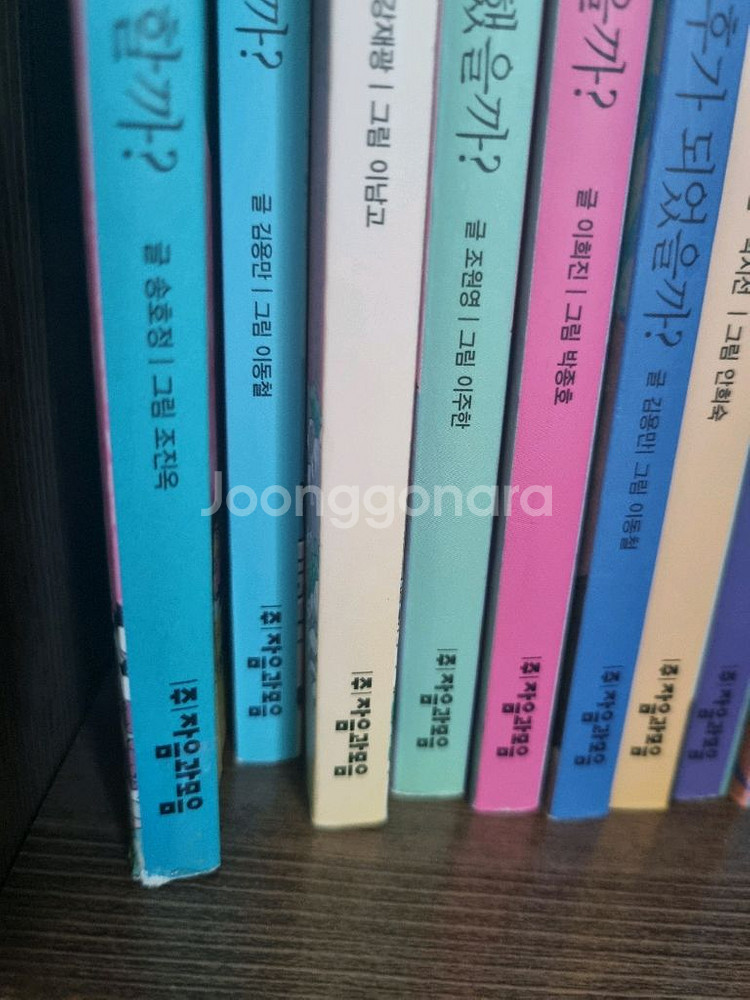 할까?
글 송효정 | 그림 조진옥
(주)자음과모음
까?
글 김용만 | 그림 이동철
(주)자음과모음
강재광 | 그림 이남고
(주)자음과모음
했을까?
글 조원영 | 그림 이주한
(주)자음과모음
을까?
글 이희진 | 그림 박종호
(주)자음과모음
후가 되었을까?
글 김용만 | 그림 이동철
(주)자음과모음
| 그림 안희숙
(주)자음과모음
(주)자음과모음
Joonggonara